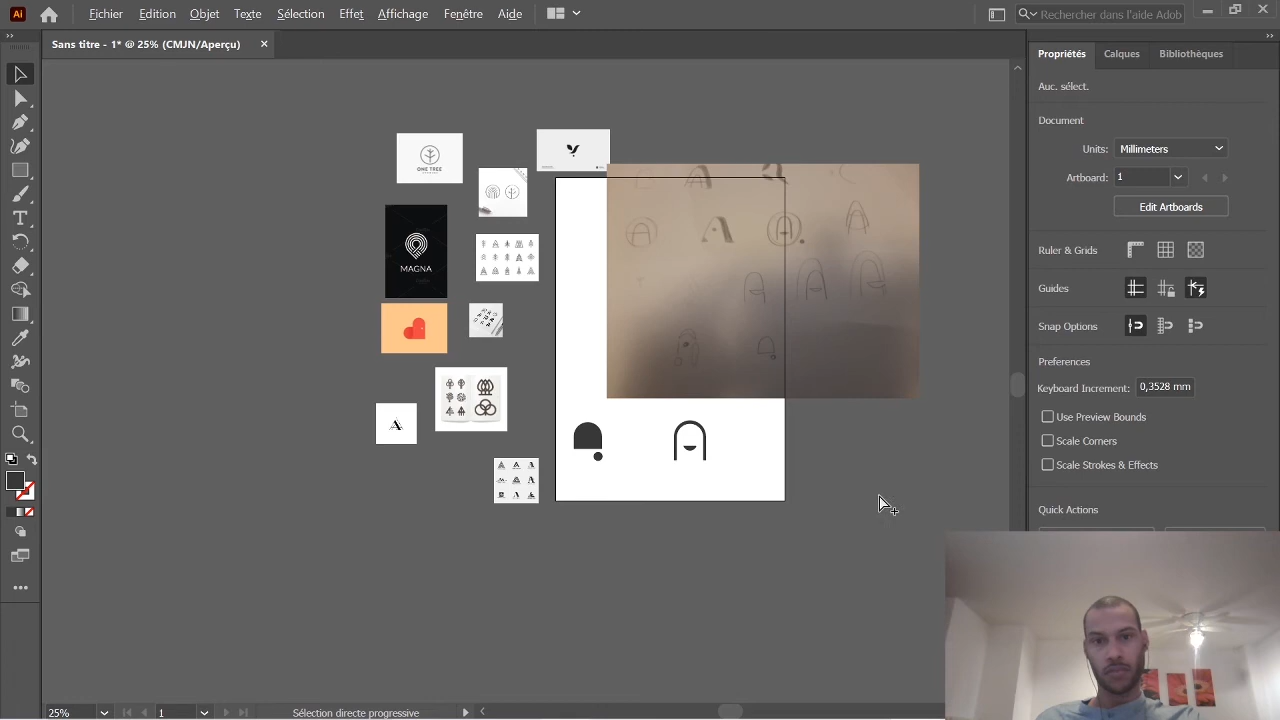 Ai Fichier Edition Objet Texte Sélection Effet Affichage Fenêtre Aide Rechercher dans l'aide Adob
Sans titre - 1* @ 25% (CMJN/Aperçu)
Propriétés Calques Bibliothèques
Auc. sélect.
Document
Units: Millimeters
Artboard: 1
Edit Artboards
Ruler & Grids
Guides
Snap Options
Preferences
Keyboard Increment: 0,3528 mm
Use Preview Bounds
Scale Corners
Scale Strokes & Effects
Quick Actions
ONE TREE
MAGNA
A
A
A
A
A
A
A
25% 1 Sélection directe progressive